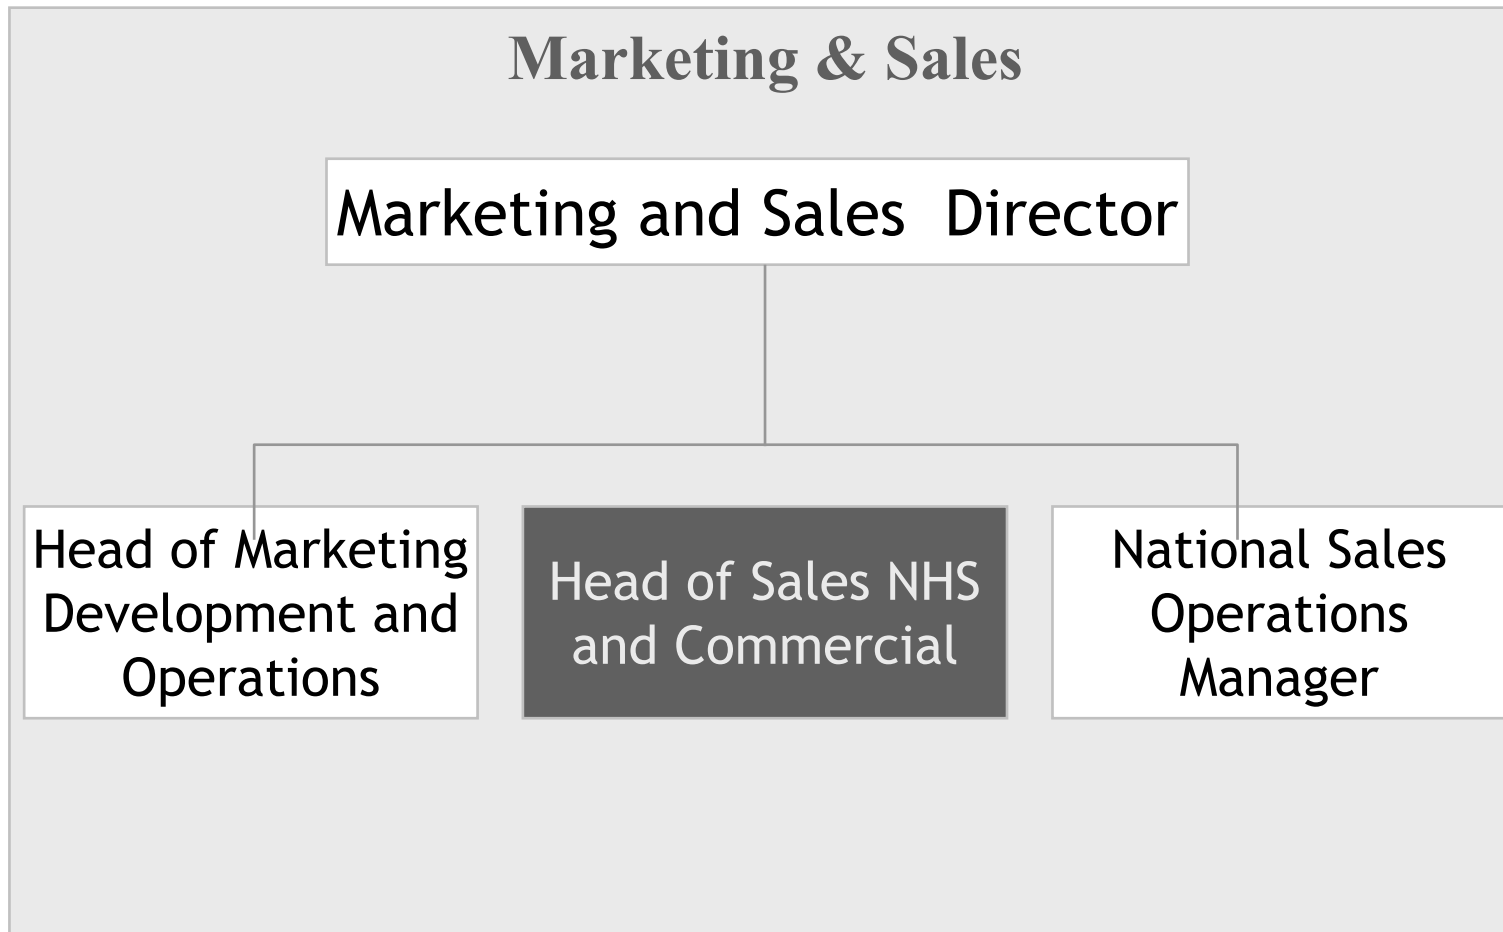 Marketing & Sales
Marketing and Sales  Director
Head of Marketing
Development and
Operations
Head of Sales NHS
and Commercial
National Sales
Operations
Manager